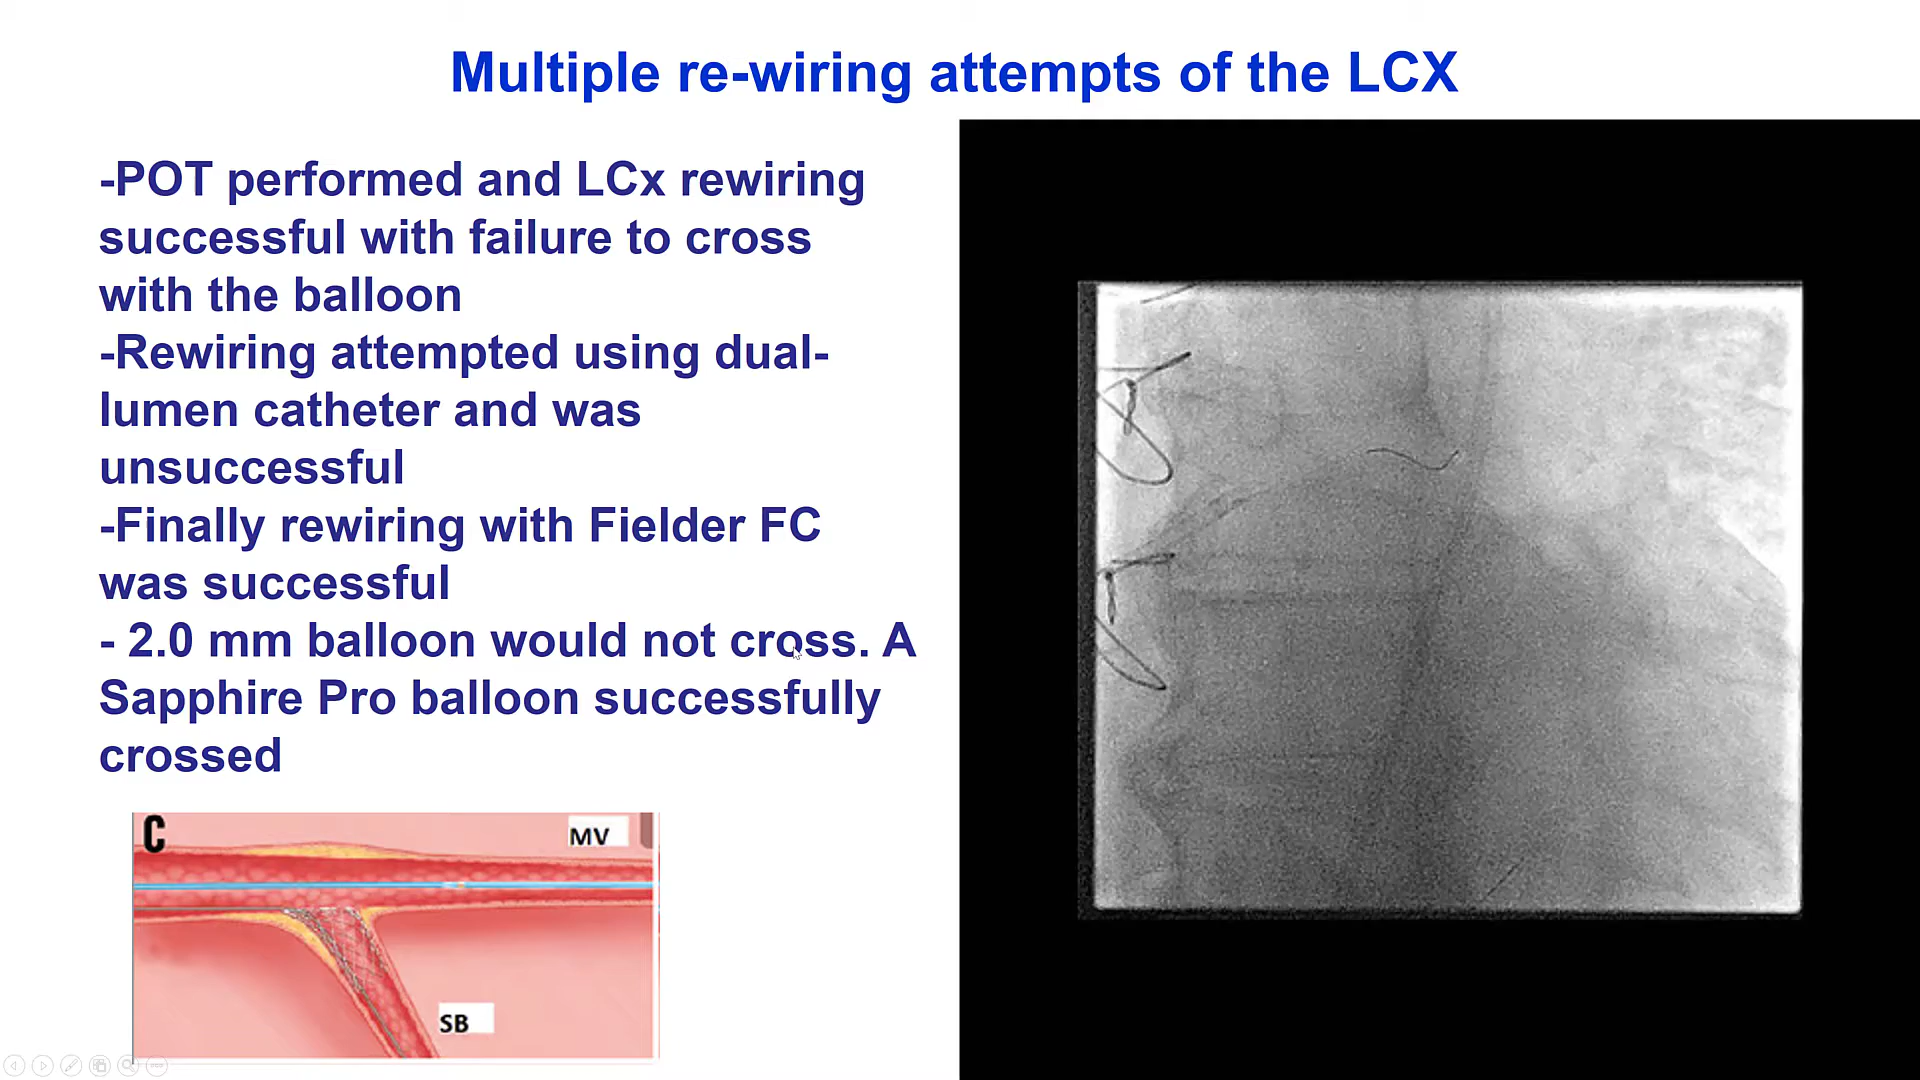 Multiple re-wiring attempts of the LCX
-POT performed and LCx rewiring
successful with failure to cross
with the balloon
-Rewiring attempted using dual-
lumen catheter and was
unsuccessful
-Finally rewiring with Fielder FC
was successful
- 2.0 mm balloon would not cross. A
Sapphire Pro balloon successfully
crossed
C
MV
SB